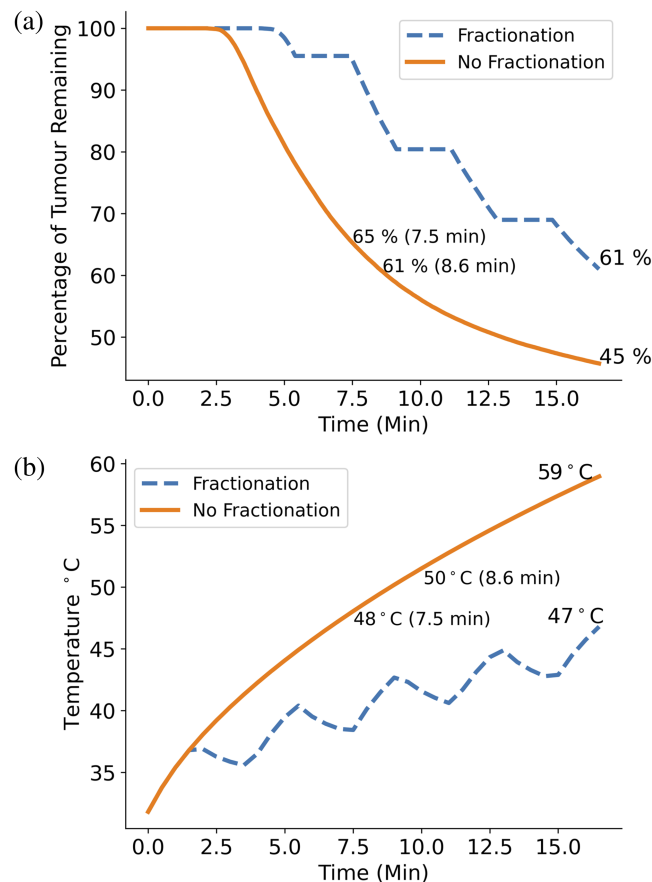 (a)
Percentage of Tumour Remaining
100
90
80
70
60
50
Fractionation
No Fractionation
65 % (7.5 min)
61 % (8.6 min)
61 %
45 %
0.0 2.5 5.0 7.5 10.0 12.5 15.0
Time (Min)
(b)
Temperature °C
60
55
50
45
40
35
Fractionation
No Fractionation
59°C
50°C (8.6 min)
48°C (7.5 min)
47°C
0.0 2.5 5.0 7.5 10.0 12.5 15.0
Time (Min)